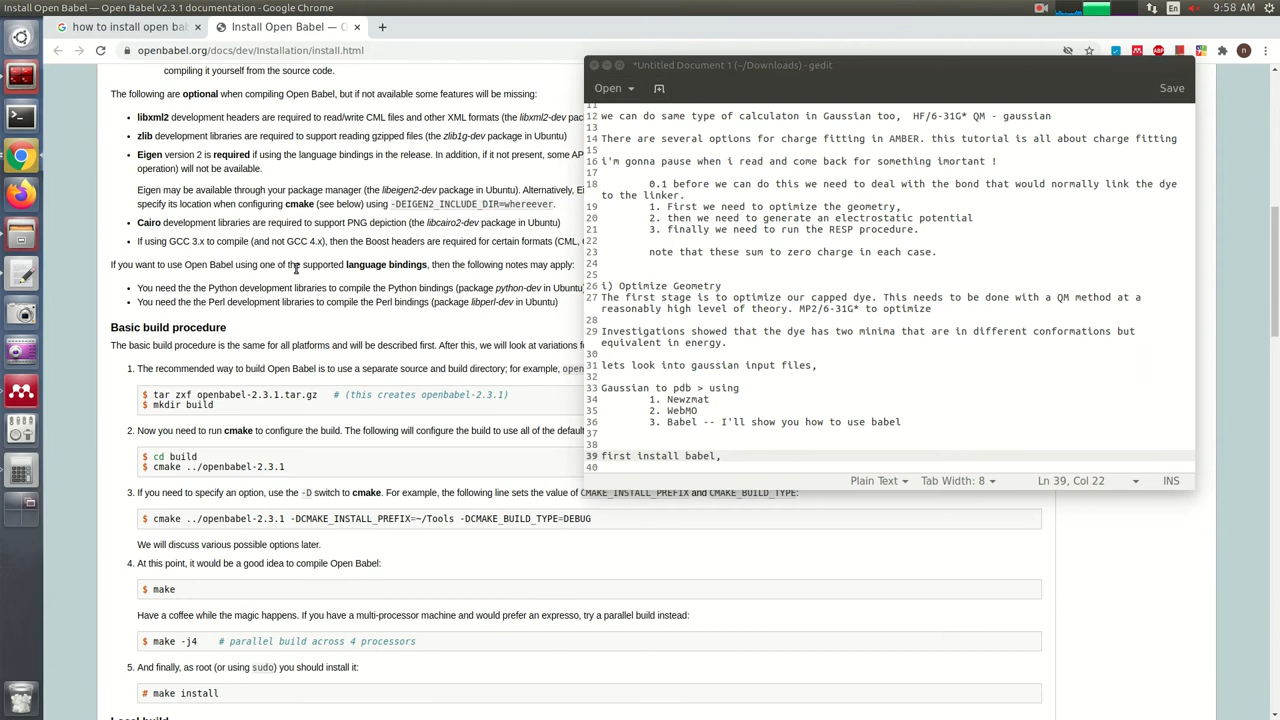 Install Open Babel — Open Babel v2.3.1 documentation - Google Chrome
En
9:58 AM
how to install open bab
Install Open Babel —
openbabel.org/docs/dev/Installation/install.html
n
compiling it yourself from the source code.
The following are optional when compiling Open Babel, but if not available some features will be missing:
libxml2 development headers are required to read/write CML files and other XML formats (the libxml2-dev pac
zlib development libraries are required to support reading gzipped files (the zlib1g-dev package in Ubuntu)
Eigen version 2 is required if using the language bindings in the release. In addition, if it not present, some AP
operation) will not be available.
Eigen may be available through your package manager (the libeigen2-dev package in Ubuntu). Alternatively, Ei
specify its location when configuring cmake (see below) using -DEIGEN2_INCLUDE_DIR=whereever.
Cairo development libraries are required to support PNG depiction (the libcairo2-dev package in Ubuntu)
If using GCC 3.x to compile (and not GCC 4.x), then the Boost headers are required for certain formats (CML,
If you want to use Open Babel using one of the supported language bindings, then the following notes may apply:
You need the the Python development libraries to compile the Python bindings (package python-dev in Ubuntu
You need the the Perl development libraries to compile the Perl bindings (package libperl-dev in Ubuntu)
Basic build procedure
The basic build procedure is the same for all platforms and will be described first. After this, we will look at variations fo
1. The recommended way to build Open Babel is to use a separate source and build directory; for example, open
$ tar zxf openbabel-2.3.1.tar.gz # (this creates openbabel-2.3.1)
$ mkdir build
2. Now you need to run cmake to configure the build. The following will configure the build to use all of the default
$ cd build
$ cmake ../openbabel-2.3.1
3. If you need to specify an option, use the -D switch to cmake. For example, the following line sets the value of CMAKE_INSTALL_PREFIX and CMAKE_BUILD_TYPE:
$ cmake ../openbabel-2.3.1 -DCMAKE_INSTALL_PREFIX=~/Tools -DCMAKE_BUILD_TYPE=DEBUG
We will discuss various possible options later.
4. At this point, it would be a good idea to compile Open Babel:
$ make
Have a coffee while the magic happens. If you have a multi-processor machine and would prefer an expresso, try a parallel build instead:
$ make -j4 # parallel build across 4 processors
5. And finally, as root (or using sudo) you should install it:
# make install
*Untitled Document 1 (~/Downloads) - gedit
Open
Save
11
12 we can do same type of calculaton in Gaussian too, HF/6-31G* QM - gaussian
13
14 There are several options for charge fitting in AMBER. this tutorial is all about charge fitting
15
16 i'm gonna pause when i read and come back for something imortant !
17
18 0.1 before we can do this we need to deal with the bond that would normally link the dye
to the linker.
19 1. First we need to optimize the geometry,
20 2. then we need to generate an electrostatic potential
21 3. finally we need to run the RESP procedure.
22
23 note that these sum to zero charge in each case.
24
25
26 i) Optimize Geometry
27 The first stage is to optimize our capped dye. This needs to be done with a QM method at a
reasonably high level of theory. MP2/6-31G* to optimize
28
29 Investigations showed that the dye has two minima that are in different conformations but
equivalent in energy.
30
31 lets look into gaussian input files,
32
33 Gaussian to pdb > using
34 1. Newzmat
35 2. WebMO
36 3. Babel -- I'll show you how to use babel
37
38
39 first install babel,
40
Plain Text
Tab Width: 8
Ln 39, Col 22
INS